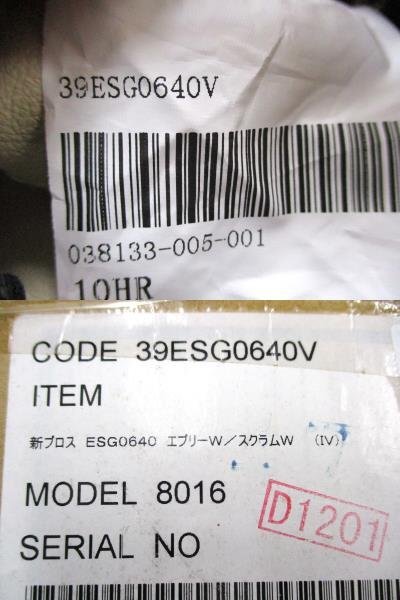 39ESG0640V
038133-005-001
10HR
CODE 39ESG0640V
ITEM
新ブロス ESG0640 エブリーW/スクラムW (IV)
MODEL 8016
D1201
SERIAL NO